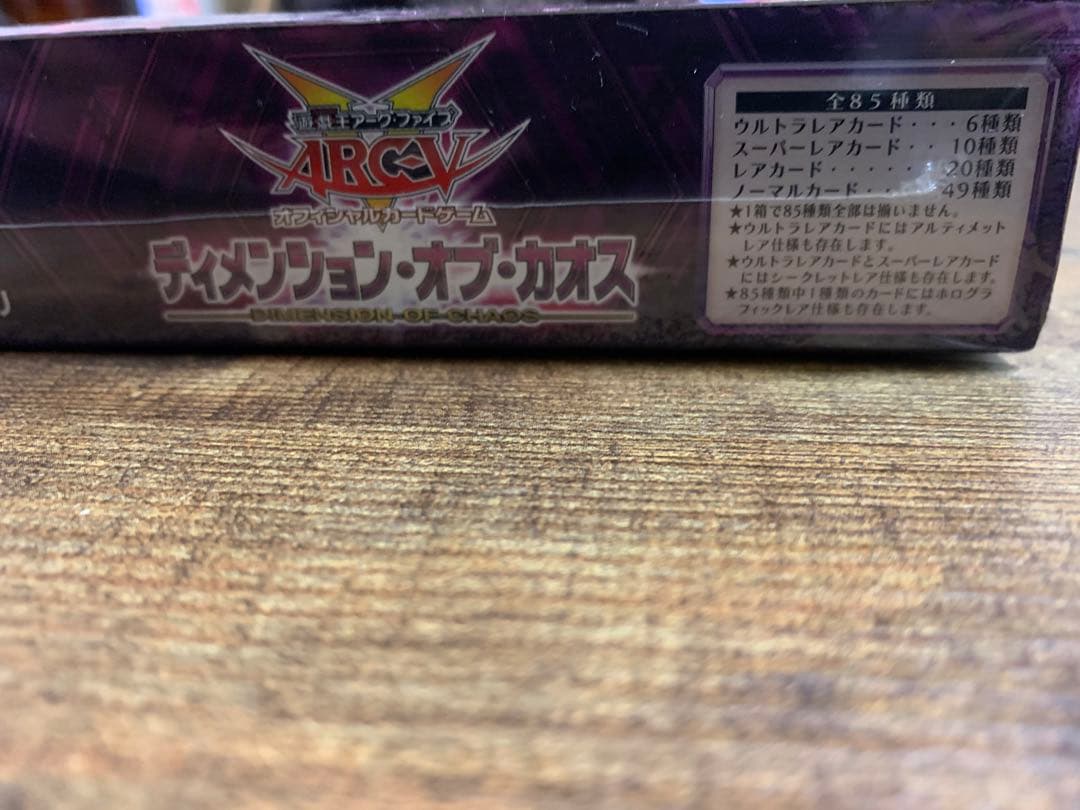 王アーク・ファイブ
ARC-V
オフィシャルカードゲーム
ディメンション・オブ・カオス
DIMENSION OF CHAOS
全85種類
ウルトラレアカード・・・6種類
スーパーレアカード・・10種類
レアカード・・・・・20種類
ノーマルカード・・・49種類
★1箱で85種類全部は揃いません。
★ウルトラレアカードにはアルティメット
レア仕様も存在します。
★ウルトラレアカードとスーパーレアカード
にはシークレットレア仕様も存在します。
★85種類中1種類のカードにはホログラ
フィックレア仕様も存在します。